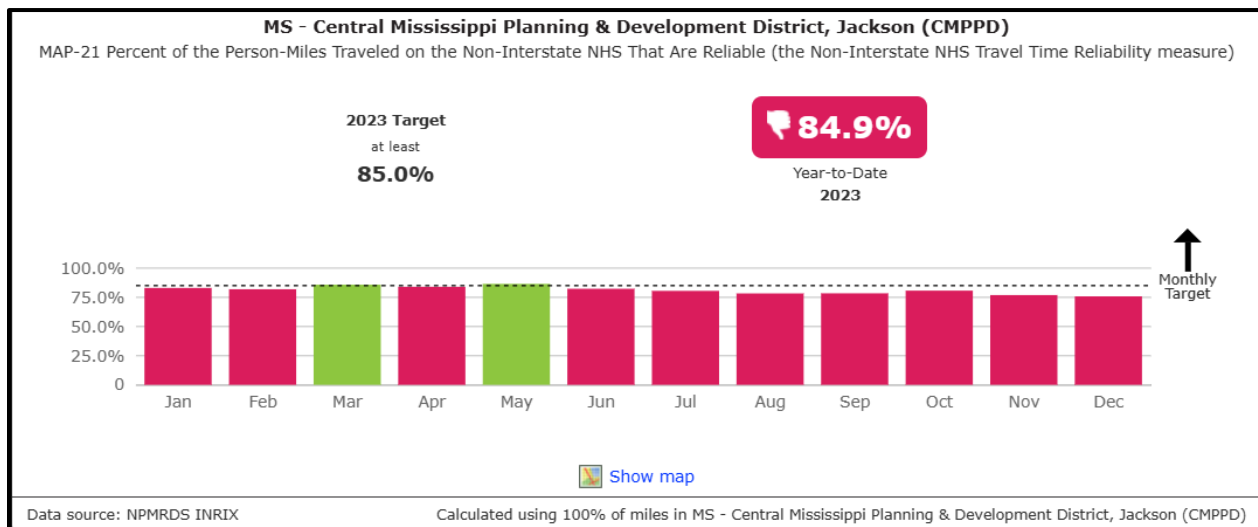 MS - Central Mississippi Planning & Development District, Jackson (CMPPD)
MAP-21 Percent of the Person-Miles Traveled on the Non-Interstate NHS That Are Reliable (the Non-Interstate NHS Travel Time Reliability measure)
2023 Target
at least
85.0%
84.9%
Year-to-Date
2023
Monthly
Target
100.0%
75.0%
50.0%
25.0%
0
Jan Feb Mar Apr May Jun Jul Aug Sep Oct Nov Dec
Show map
Data source: NPMRDS INRIX Calculated using 100% of miles in MS - Central Mississippi Planning & Development District, Jackson (CMPPD)